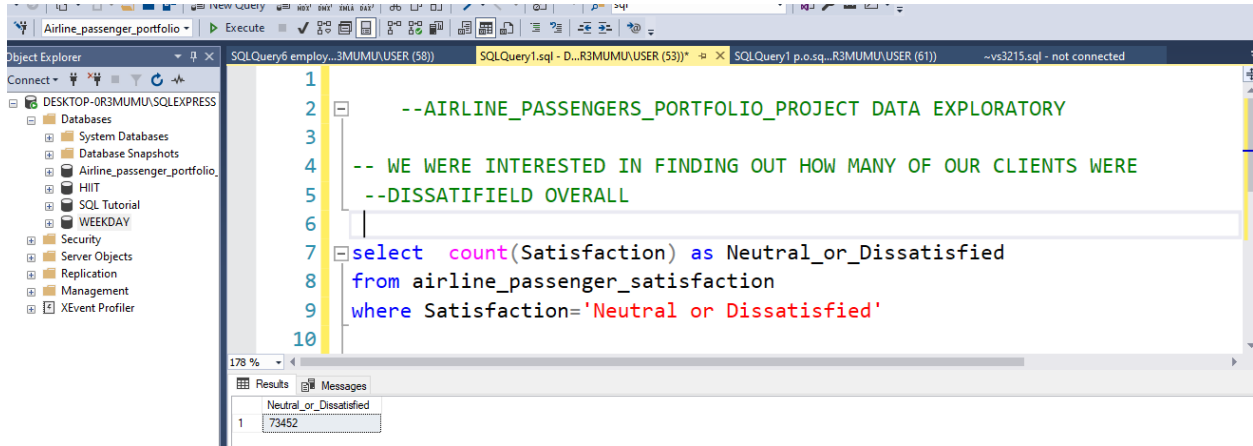 New Query
sql
Airline_passenger_portfolio
Execute
Object Explorer
SQLQuery6 employ...3MUMU\USER (58))
SQLQuery1.sql - D...R3MUMU\USER (53))*
SQLQuery1 p.o.sq...R3MUMU\USER (61))
~vs3215.sql - not connected
Connect
DESKTOP-0R3MUMU\SQLEXPRESS
Databases
System Databases
Database Snapshots
Airline_passenger_portfolio_
HIIT
SQL Tutorial
WEEKDAY
Security
Server Objects
Replication
Management
XEvent Profiler
1
2 --AIRLINE_PASSENGERS_PORTFOLIO_PROJECT DATA EXPLORATORY
3
4 -- WE WERE INTERESTED IN FINDING OUT HOW MANY OF OUR CLIENTS WERE
5 --DISSATIFIELD OVERALL
6
7 select count(Satisfaction) as Neutral_or_Dissatisfied
8 from airline_passenger_satisfaction
9 where Satisfaction='Neutral or Dissatisfied'
10
178 %
Results Messages
Neutral_or_Dissatisfied
1 73452